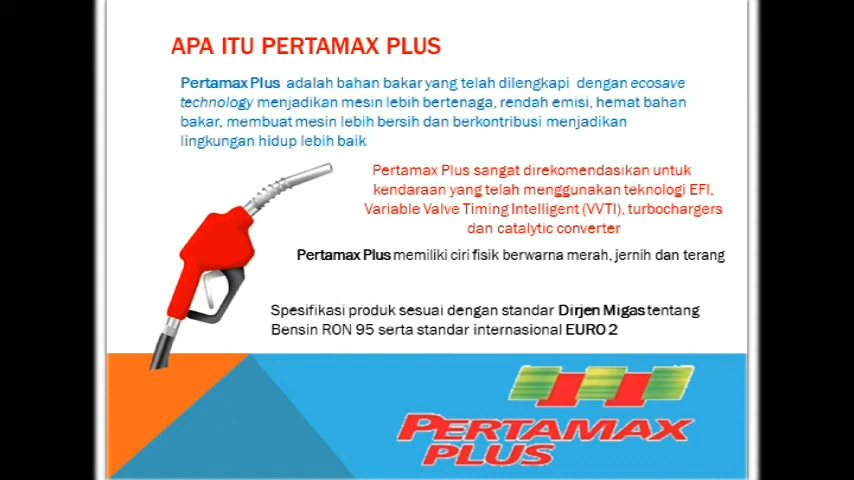 APA ITU PERTAMAX PLUS
Pertamax Plus adalah bahan bakar yang telah dilengkapi dengan ecosave
technology menjadikan mesin lebih bertenaga, rendah emisi, hemat bahan
bakar, membuat mesin lebih bersih dan berkontribusi menjadikan
lingkungan hidup lebih baik
Pertamax Plus sangat direkomendasikan untuk
kendaraan yang telah menggunakan teknologi EFI,
Variable Valve Timing Intelligent (VVTI), turbochargers
dan catalytic converter
Pertamax Plus memiliki ciri fisik berwarna merah, jernih dan terang
Spesifikasi produk sesuai dengan standar Dirjen Migas tentang
Bensin RON 95 serta standar internasional EURO 2
PERTAMAX
PLUS